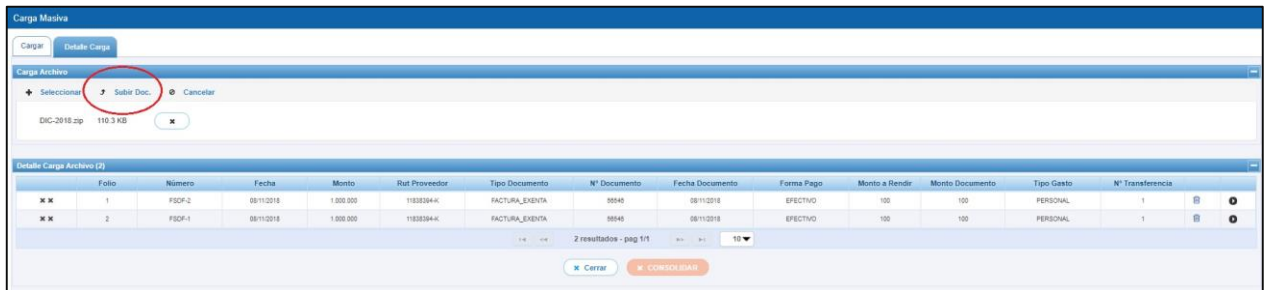 Carga Masiva
Cargar Detalle Carga
Carga Archivo
Seleccionar Subir Doc. Cancelar
DIC-2018.zip 110.3 KB
Detalle Carga Archivo (2)
Folio Número Fecha Monto Rut Proveedor Tipo Documento N° Documento Fecha Documento Forma Pago Monto a Rendir Monto Documento Tipo Gasto N° Transferencia
1 FSDF-2 08/11/2018 1.000.000 11838394-K FACTURA_EXENTA 56546 08/11/2018 EFECTIVO 100 100 PERSONAL 1
2 FSDF-1 08/11/2018 1.000.000 11838394-K FACTURA_EXENTA 56546 08/11/2018 EFECTIVO 100 100 PERSONAL 1
2 resultados - pag 1/1 10
Cerrar CONSOLIDAR